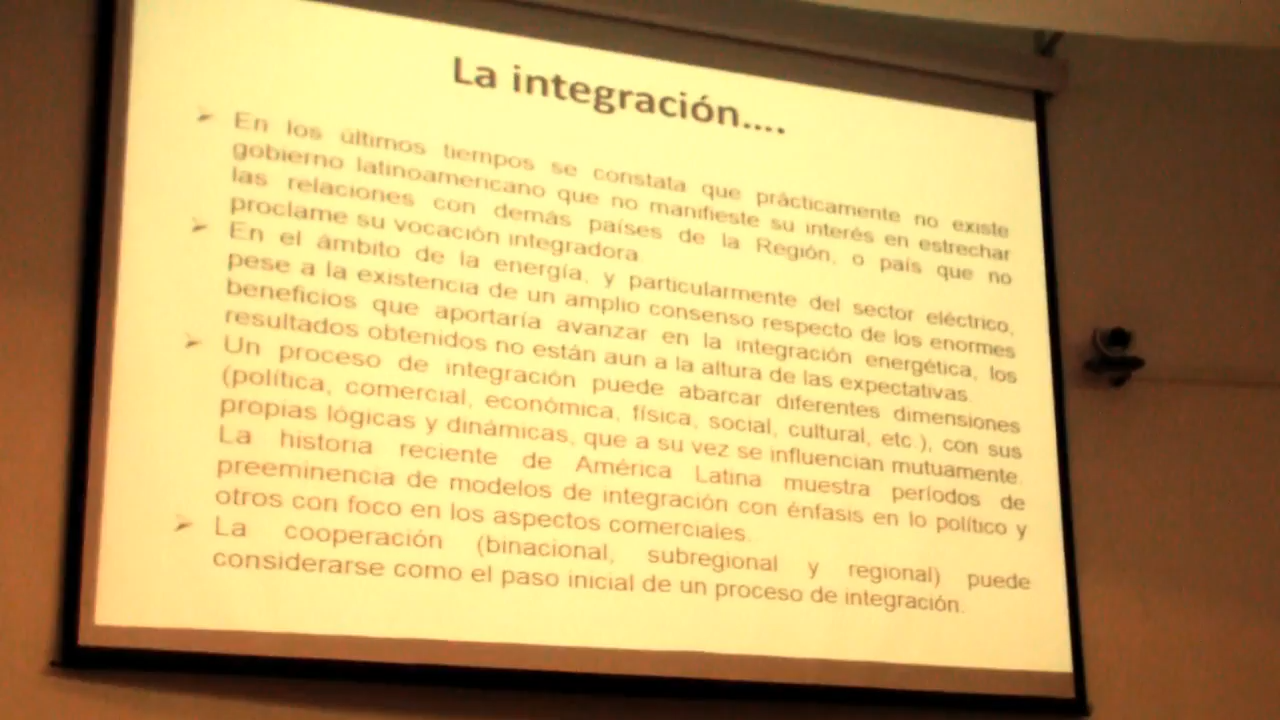 La integración....
➢ En los últimos tiempos se constata que prácticamente no existe
gobierno latinoamericano que no manifieste su interés en estrechar
las relaciones con demás países de la Región, o país que no
proclame su vocación integradora.
➢ En el ámbito de la energía, y particularmente del sector eléctrico,
pese a la existencia de un amplio consenso respecto de los enormes
beneficios que aportaría avanzar en la integración energética, los
resultados obtenidos no están aun a la altura de las expectativas.
➢ Un proceso de integración puede abarcar diferentes dimensiones
(política, comercial, económica, física, social, cultural, etc.), con sus
propias lógicas y dinámicas, que a su vez se influencian mutuamente.
La historia reciente de América Latina muestra períodos de
preeminencia de modelos de integración con énfasis en lo político y
otros con foco en los aspectos comerciales.
➢ La cooperación (binacional, subregional y regional) puede
considerarse como el paso inicial de un proceso de integración.